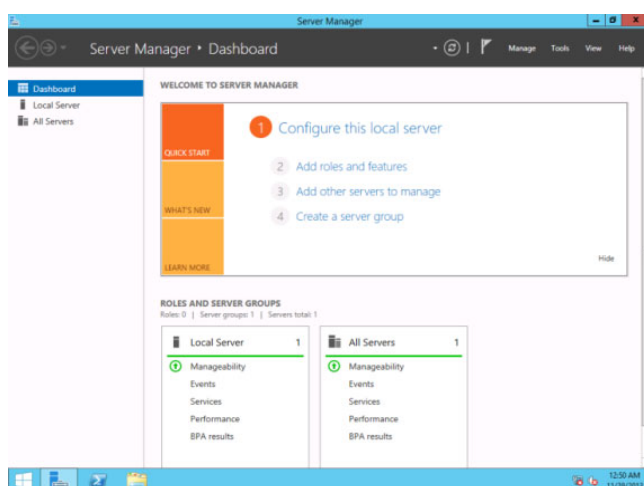 Server Manager
Server Manager • Dashboard
Manage Tools View Help
Dashboard
Local Server
All Servers
WELCOME TO SERVER MANAGER
QUICK START
WHAT'S NEW
LEARN MORE
1 Configure this local server
2 Add roles and features
3 Add other servers to manage
4 Create a server group
Hide
ROLES AND SERVER GROUPS
Roles: 0 | Server groups: 1 | Servers total: 1
Local Server 1
Manageability
Events
Services
Performance
BPA results
All Servers 1
Manageability
Events
Services
Performance
BPA results
12:50 AM